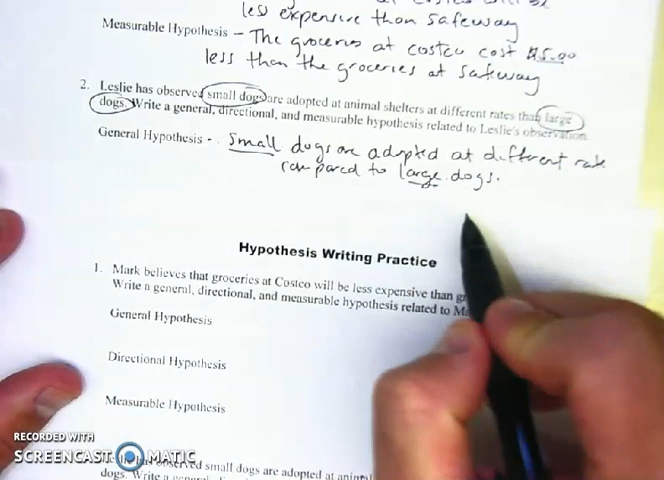 less expensive than Safeway
Measurable Hypothesis – The groceries at costco cost $15.00
less than the groceries at Safeway
2. Leslie has observed small dogs are adopted at animal shelters at different rates than large
dogs. Write a general, directional, and measurable hypothesis related to Leslie's observation.
General Hypothesis - Small dogs are adopted at different rate
compared to large dogs.
Hypothesis Writing Practice
1. Mark believes that groceries at Costco will be less expensive than
Write a general, directional, and measurable hypothesis related to
General Hypothesis
Directional Hypothesis
Measurable Hypothesis
observed small dogs are adopted at
dogs. Write a
RECORDED WITH
SCREENCAST MATIC